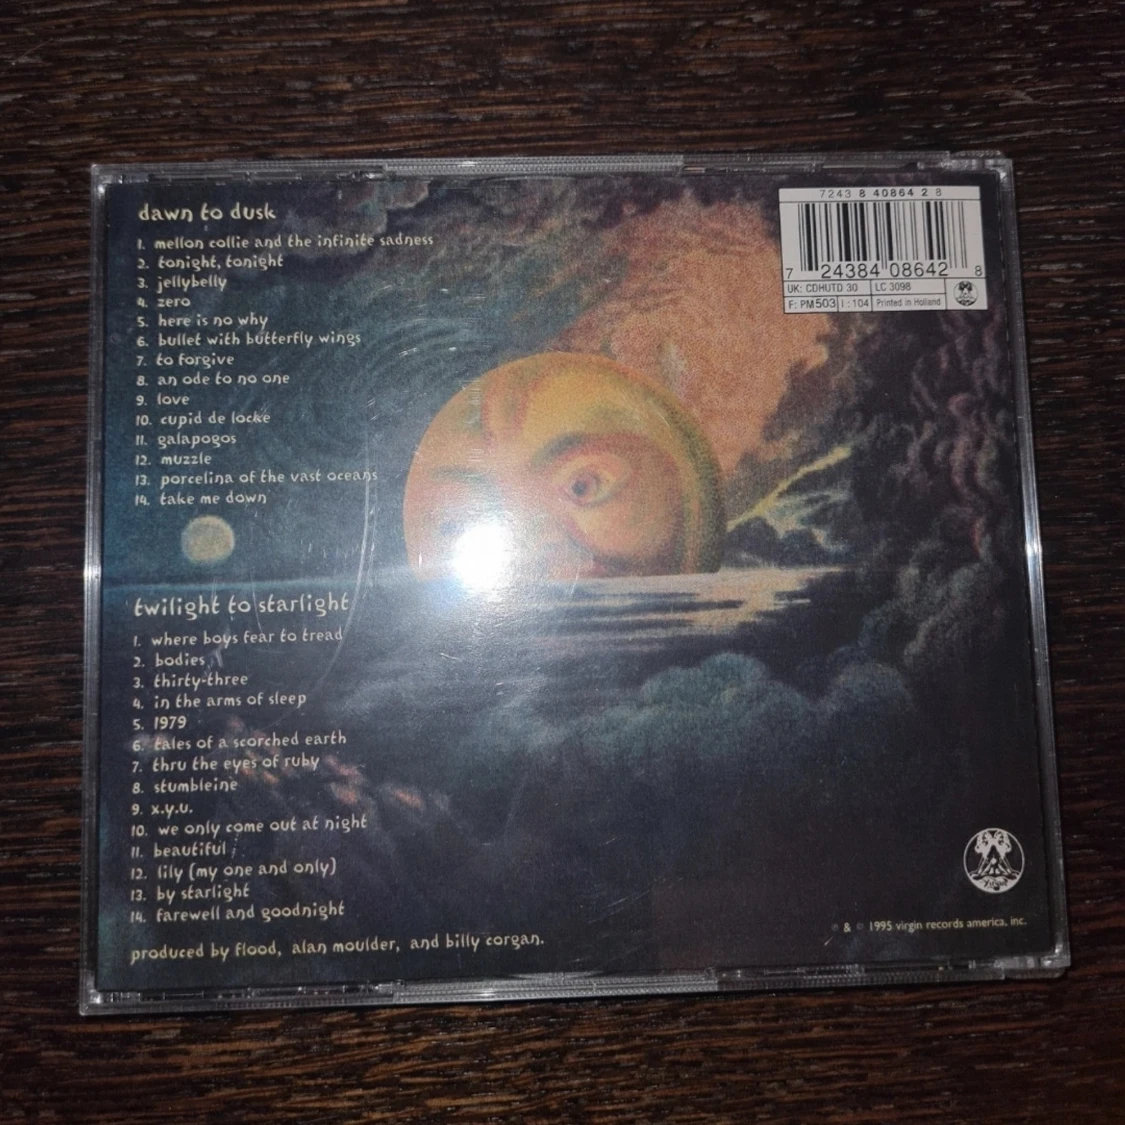 dawn to dusk
1. mellon collie and the infinite sadness
2. tonight, tonight
3. jellybelly
4. zero
5. here is no why
6. bullet with butterfly wings
7. to forgive
8. an ode to no one
9. love
10. cupid de locke
11. galapogos
12. muzzle
13. porcelina of the vast oceans
14. take me down
twilight to starlight
1. where boys fear to tread
2. bodies
3. thirty-three
4. in the arms of sleep
5. 1979
6. tales of a scorched earth
7. thru the eyes of ruby
8. stumbleine
9. x.y.u.
10. we only come out at night
11. beautiful
12. lily (my one and only)
13. by starlight
14. farewell and goodnight
produced by flood, alan moulder, and billy corgan.
7243 8 40864 2 8
7 24384 08642 8
UK: CDHUTD 30 LC 3098
F: PM 503 I: 104 Printed in Holland
℗ & © 1995 virgin records america, inc.